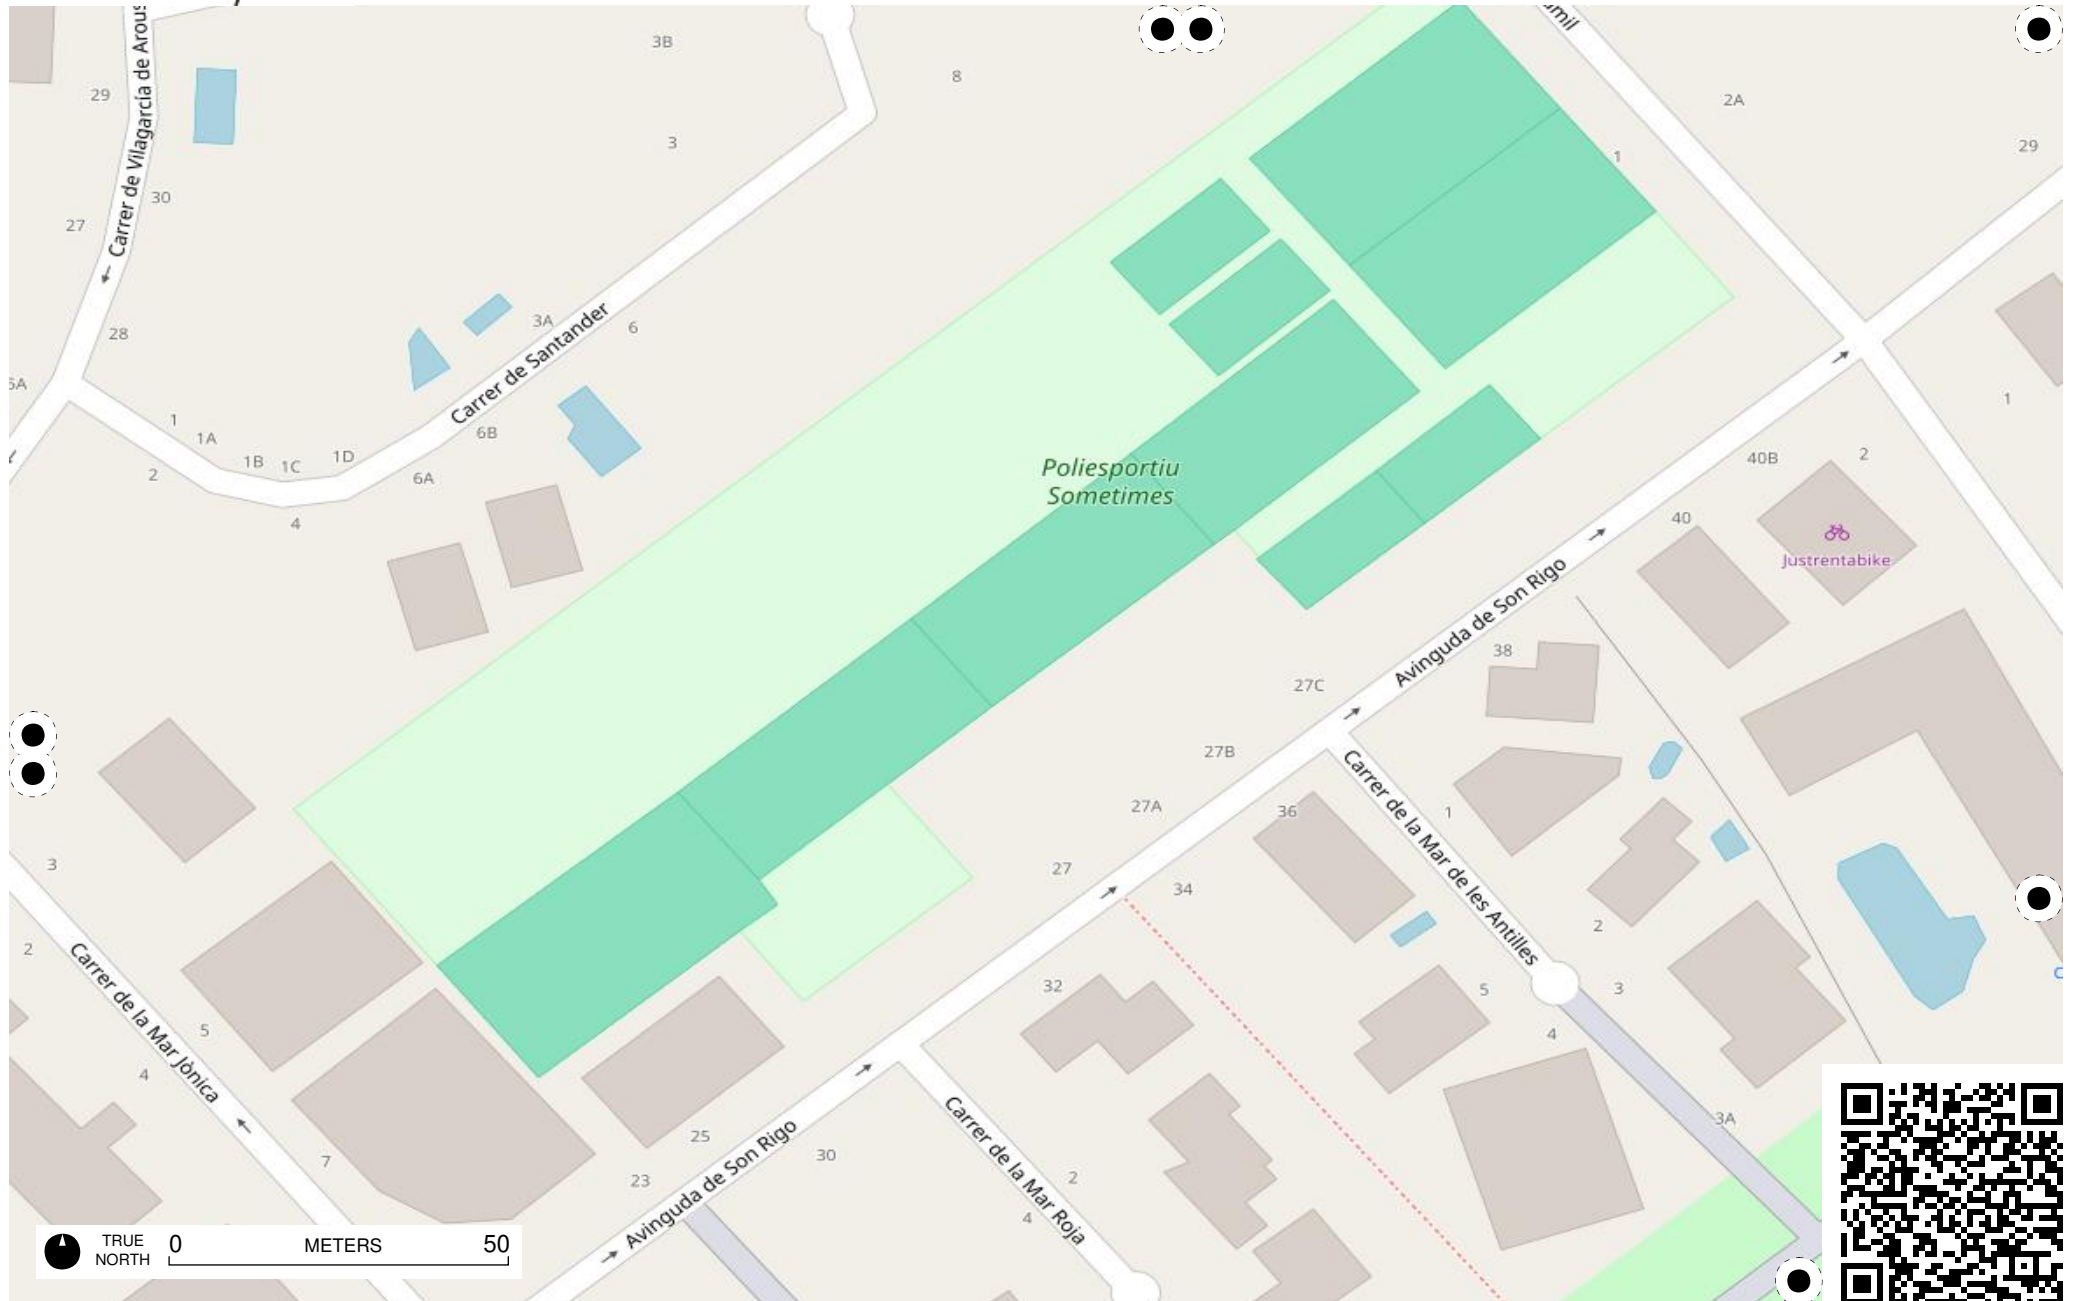 3B
8
2A
29
29
3
1
Carrer de Vilagarcía de Arous
30
27
3A
6
28
Carrer de Santander
1
1
1A
6B
40B
2
1B
1C
1D
2
6A
Poliesportiu
Sometimes
40
4
Justrentabike
Avinguda de Son Rigo
38
27C
27B
Carrer de la Mar de les Antilles
27A
36
1
3
27
34
2
2
Carrer de la Mar Jònica
32
5
3
5
4
4
Carrer de la Mar Roja
3A
25
Avinguda de Son Rigo
30
7
23
2
4
TRUE
NORTH
0 METERS 50